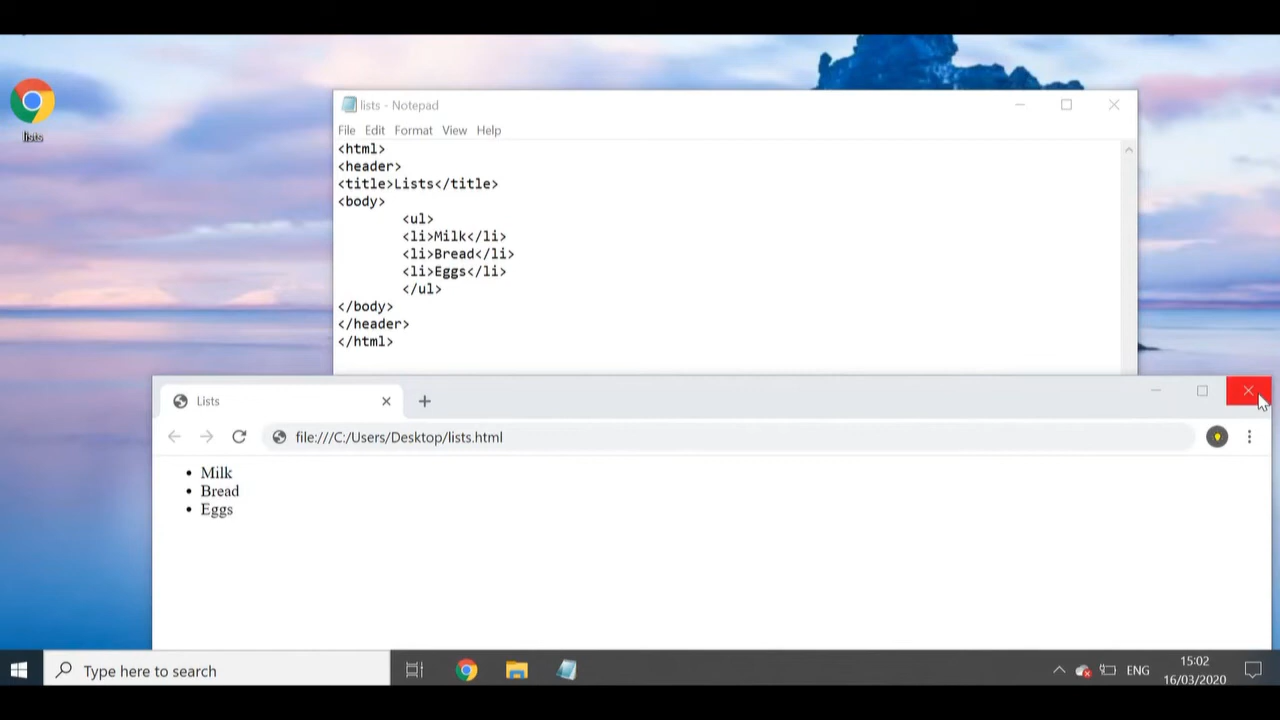 lists
lists - Notepad
File Edit Format View Help
<html>
<header>
<title>Lists</title>
<body>
<ul>
<li>Milk</li>
<li>Bread</li>
<li>Eggs</li>
</ul>
</body>
</header>
</html>
Lists
file:///C:/Users/Desktop/lists.html
Milk
Bread
Eggs
Type here to search
ENG
15:02
16/03/2020